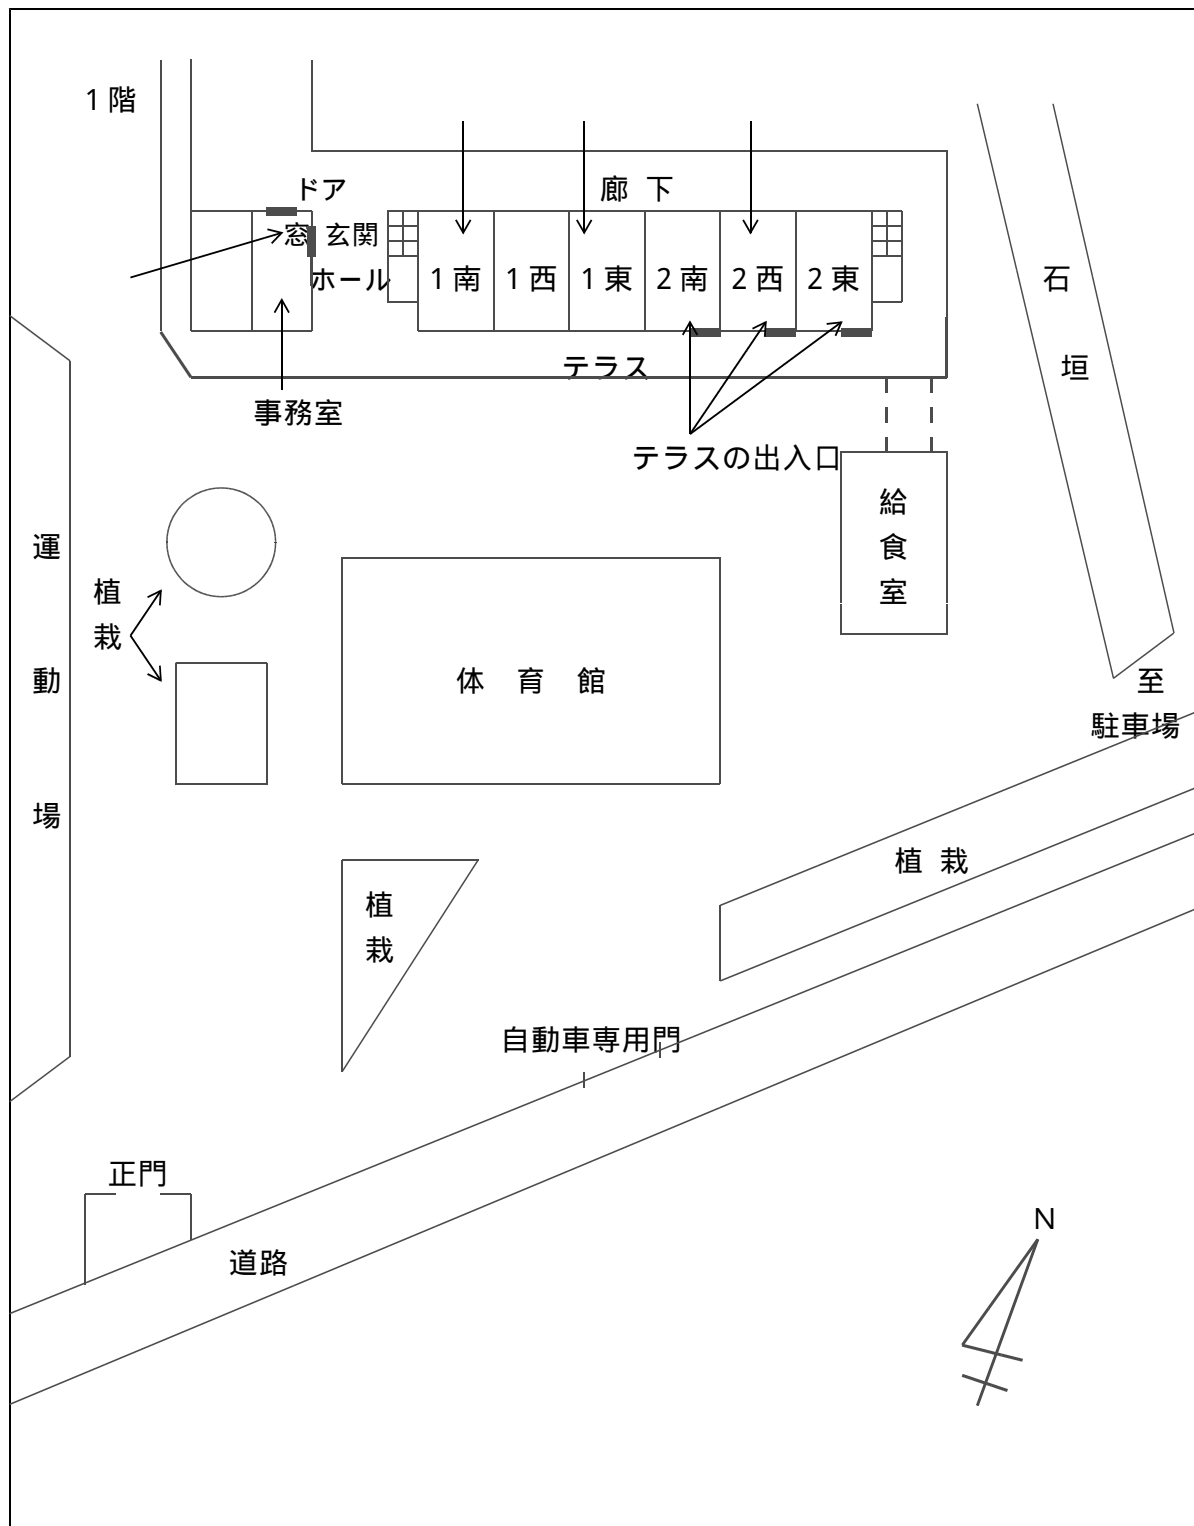 1階
ドア
廊下
窓
玄関
ホール
1南
1西
1東
2南
2西
2東
石垣
テラス
事務室
テラスの出入口
給食室
運動場
植栽
体育館
至
駐車場
植栽
植栽
自動車専用門
正門
道路
N